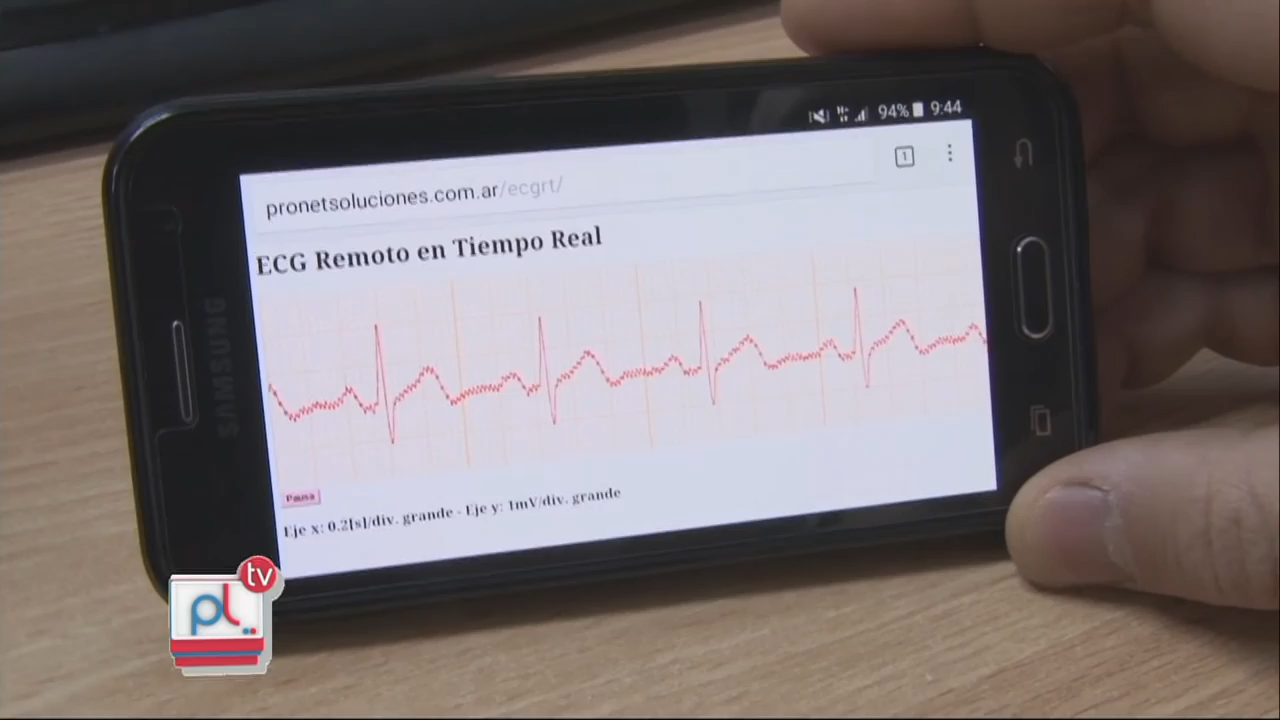 94% 9:44
pronetsoluciones.com.ar/ecgrt/
1
ECG Remoto en Tiempo Real
Pausa
Eje x: 0.2[s]/div. grande - Eje y: 1mV/div. grande
SAMSUNG
tv
pl